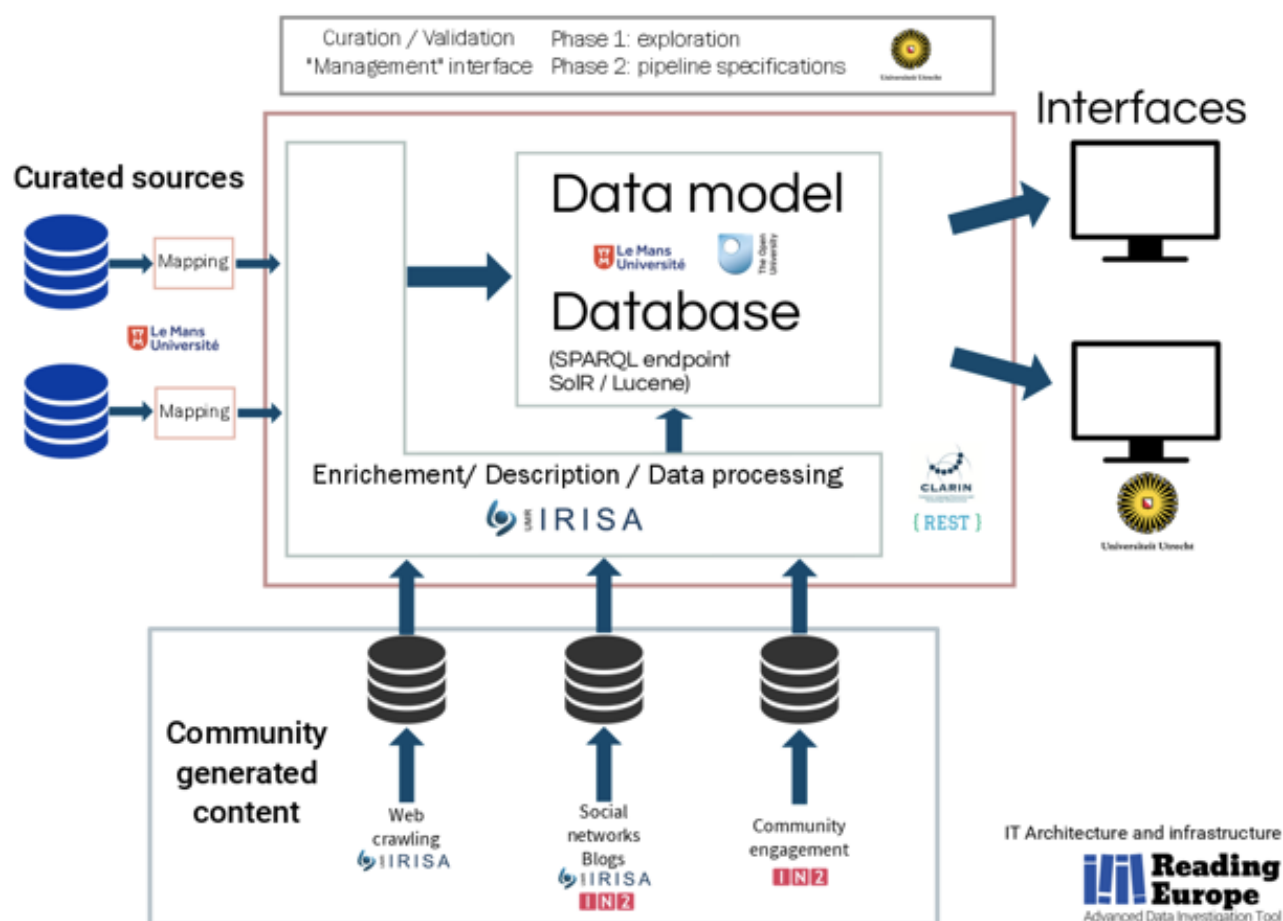 Curation / Validation
"Management" interface
Phase 1: exploration
Phase 2: pipeline specifications
Universiteit Utrecht
Interfaces
Curated sources
Mapping
Le Mans
Université
Mapping
Data model
Le Mans
Université
The Open
University
Database
(SPARQL endpoint
SolR / Lucene)
Enrichement/ Description / Data processing
UMR IRISA
CLARIN
{ REST }
Universiteit Utrecht
Community
generated
content
Web
crawling
IRISA
Social
networks
Blogs
IRISA
IN2
Community
engagement
IN2
IT Architecture and infrastructure
Reading
Europe
Advanced Data Investigation Tool